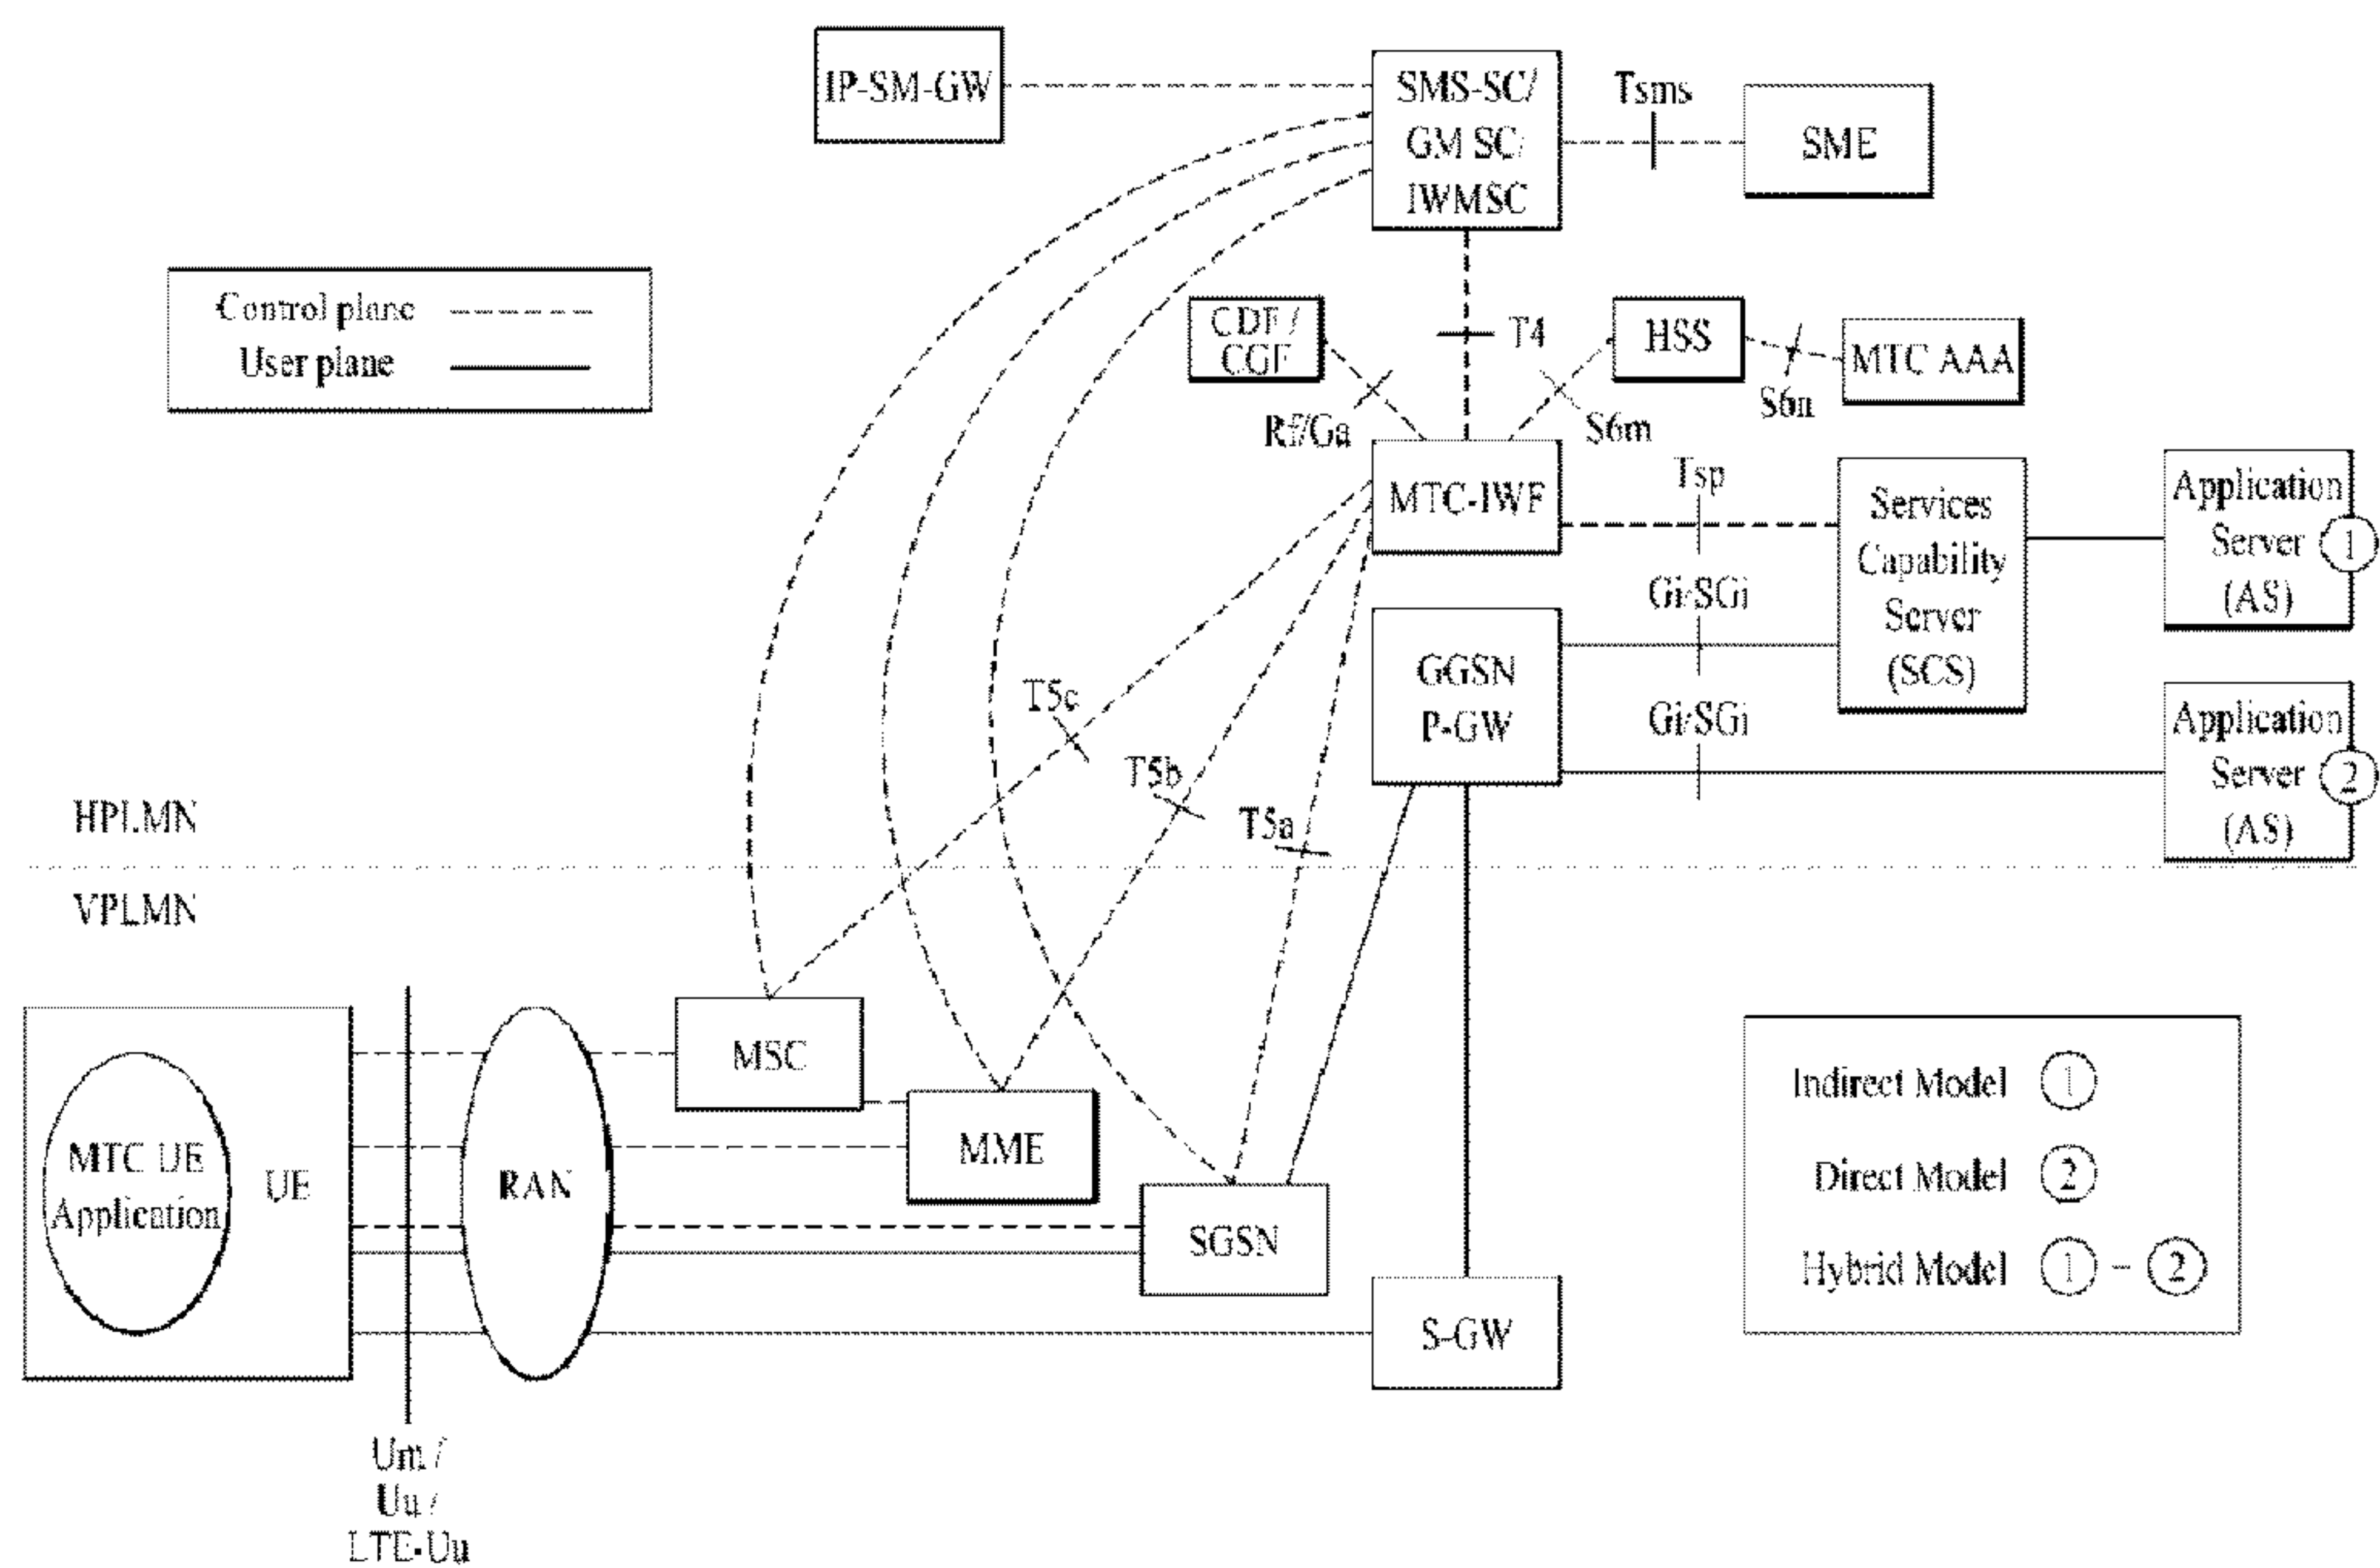 IP-SM-GW
SMS-SC/
GM SC/
IWMSC
Tsms
SME
Control plane
User plane
CDF /
CGF
T4
HSS
MTC AAA
Rf/Ga
S6m
S6n
MTC-IWF
Tsp
Services
Capability
Server
(SCS)
Application
Server 1
(AS)
Gi/SGi
GGSN
P-GW
Gi/SGi
Application
Server 2
(AS)
T5c
T5b
T5a
HPLMN
VPLMN
MSC
MME
SGSN
S-GW
MTC UE
Application
UE
RAN
Um /
Uu /
LTE-Uu
Indirect Model 1
Direct Model 2
Hybrid Model 1 - 2